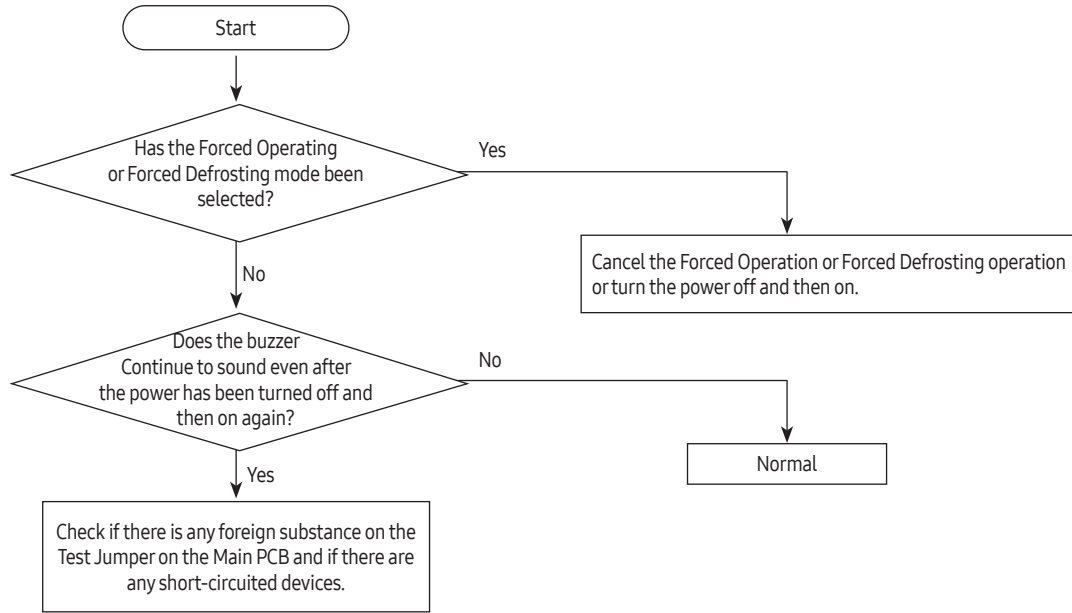 Start
Has the Forced Operating
or Forced Defrosting mode been
selected?
Yes
Cancel the Forced Operation or Forced Defrosting operation
or turn the power off and then on.
No
Does the buzzer
Continue to sound even after
the power has been turned off and
then on again?
No
Normal
Yes
Check if there is any foreign substance on the
Test Jumper on the Main PCB and if there are
any short-circuited devices.